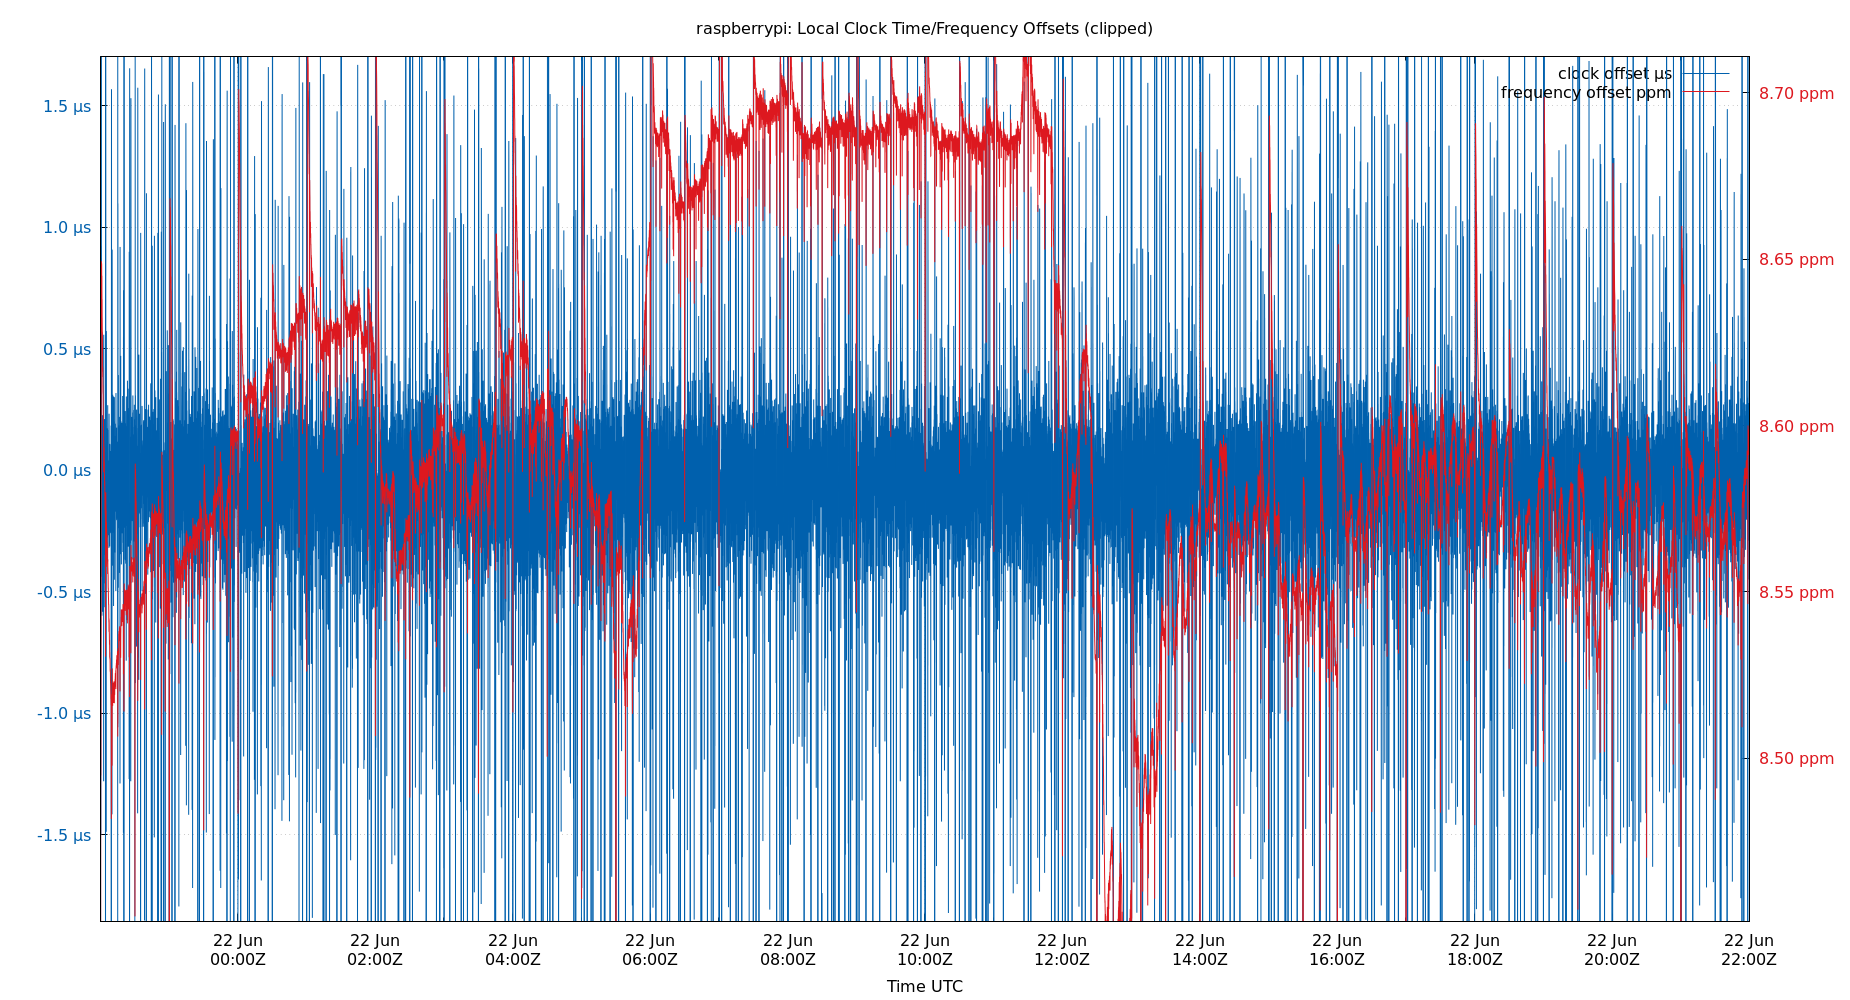 raspberrypi: Local Clock Time/Frequency Offsets (clipped)
clock offset µs
frequency offset ppm
1.5 µs
1.0 µs
0.5 µs
0.0 µs
-0.5 µs
-1.0 µs
-1.5 µs
8.70 ppm
8.65 ppm
8.60 ppm
8.55 ppm
8.50 ppm
22 Jun 22 Jun 22 Jun 22 Jun 22 Jun 22 Jun 22 Jun 22 Jun 22 Jun 22 Jun 22 Jun 22 Jun
00:00Z 02:00Z 04:00Z 06:00Z 08:00Z 10:00Z 12:00Z 14:00Z 16:00Z 18:00Z 20:00Z 22:00Z
Time UTC